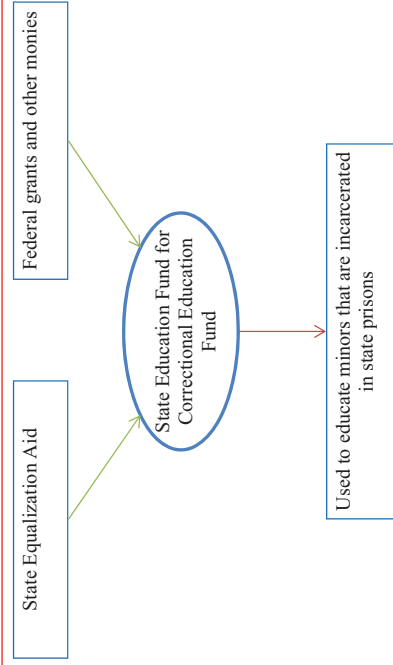 State Equalization Aid
Federal grants and other monies
State Education Fund for
Correctional Education
Fund
Used to educate minors that are incarcerated
in state prisons